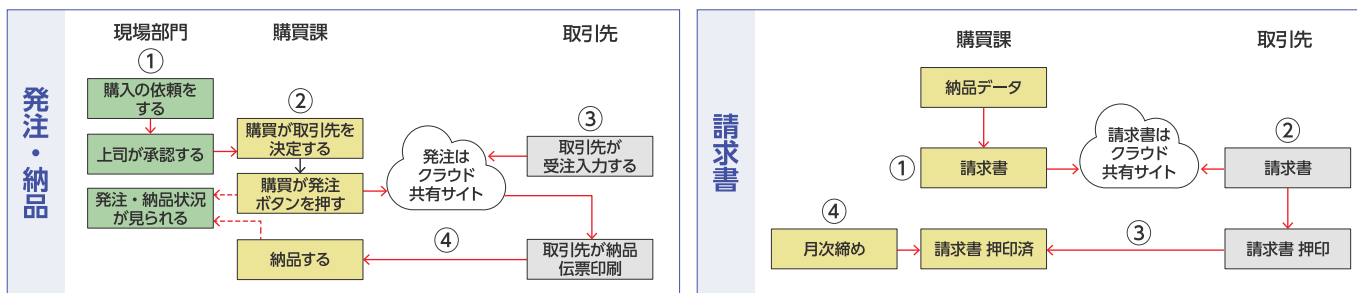 発注・納品
現場部門
購買課
取引先
①
購入の依頼を
する
上司が承認する
発注・納品状況
が見られる
②
購買が取引先を
決定する
購買が発注
ボタンを押す
納品する
発注は
クラウド
共有サイト
③
取引先が
受注入力する
④
取引先が納品
伝票印刷
請求書
購買課
取引先
納品データ
①
請求書
請求書は
クラウド
共有サイト
②
請求書
④
月次締め
請求書 押印済
③
請求書 押印